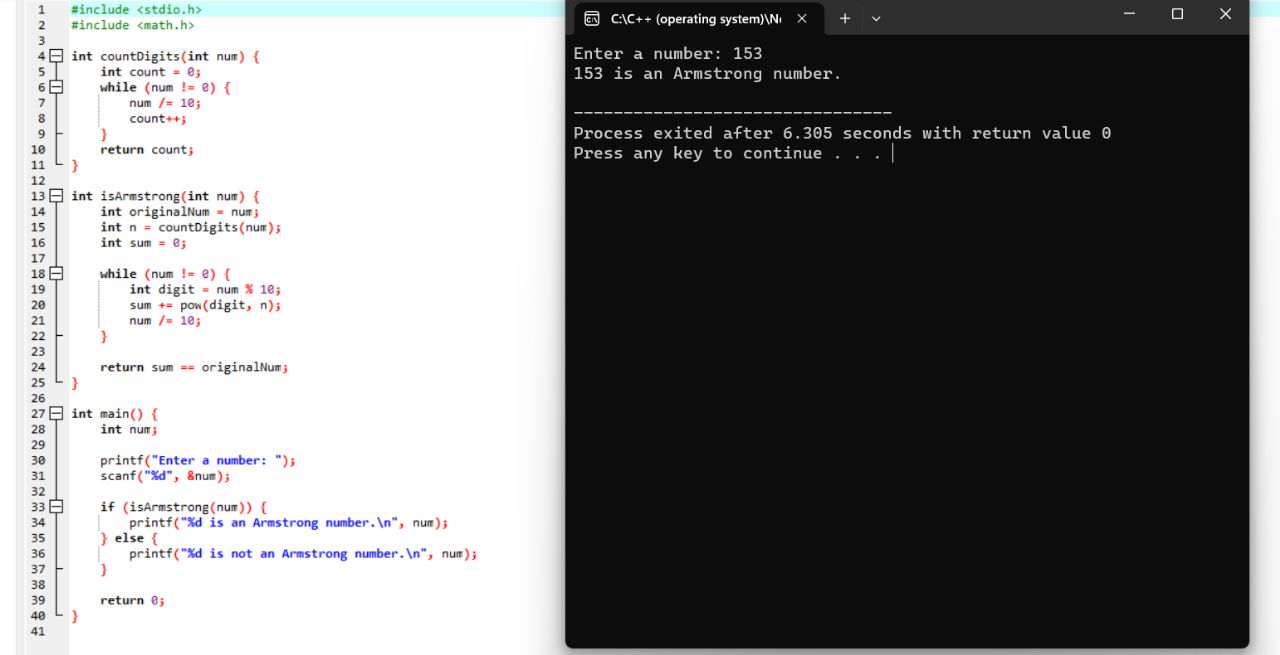 1 #include <stdio.h>
2 #include <math.h>
3
4 int countDigits(int num) {
5     int count = 0;
6     while (num != 0) {
7         num /= 10;
8         count++;
9     }
10     return count;
11 }
12
13 int isArmstrong(int num) {
14     int originalNum = num;
15     int n = countDigits(num);
16     int sum = 0;
17
18     while (num != 0) {
19         int digit = num % 10;
20         sum += pow(digit, n);
21         num /= 10;
22     }
23
24     return sum == originalNum;
25 }
26
27 int main() {
28     int num;
29
30     printf("Enter a number: ");
31     scanf("%d", &num);
32
33     if (isArmstrong(num)) {
34         printf("%d is an Armstrong number.\n", num);
35     } else {
36         printf("%d is not an Armstrong number.\n", num);
37     }
38
39     return 0;
40 }
41
C:\C++ (operating system)\N
Enter a number: 153
153 is an Armstrong number.
--------------------------------
Process exited after 6.305 seconds with return value 0
Press any key to continue . . .